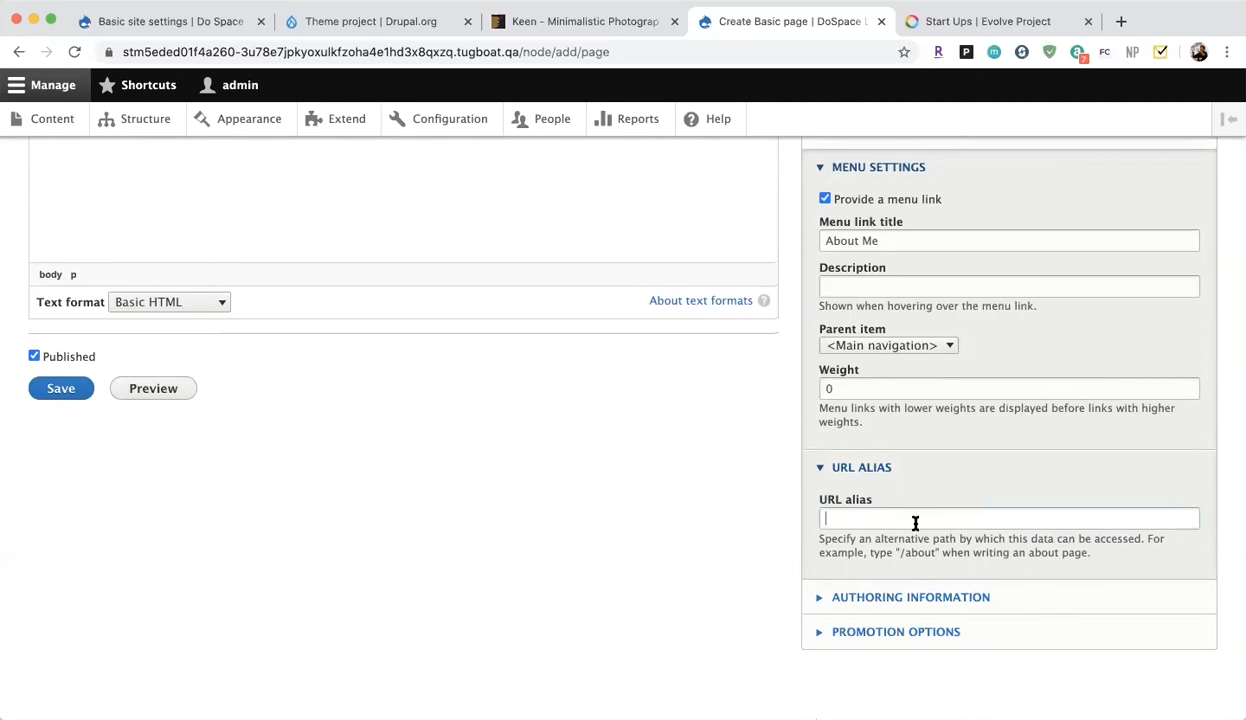 Basic site settings | Do Space
Theme project | Drupal.org
Keen - Minimalistic Photograp
Create Basic page | DoSpace
Start Ups | Evolve Project
stm5eded01f4a260-3u78e7jpkyoxulkfzoha4e1hd3x8qxzq.tugboat.qa/node/add/page
R P m a 7 FC NP
Manage Shortcuts admin
Content Structure Appearance Extend Configuration People Reports Help
body p
Text format Basic HTML About text formats ?
Published
Save Preview
MENU SETTINGS
Provide a menu link
Menu link title
About Me
Description
Shown when hovering over the menu link.
Parent item
<Main navigation>
Weight
0
Menu links with lower weights are displayed before links with higher
weights.
URL ALIAS
URL alias
Specify an alternative path by which this data can be accessed. For
example, type "/about" when writing an about page.
AUTHORING INFORMATION
PROMOTION OPTIONS